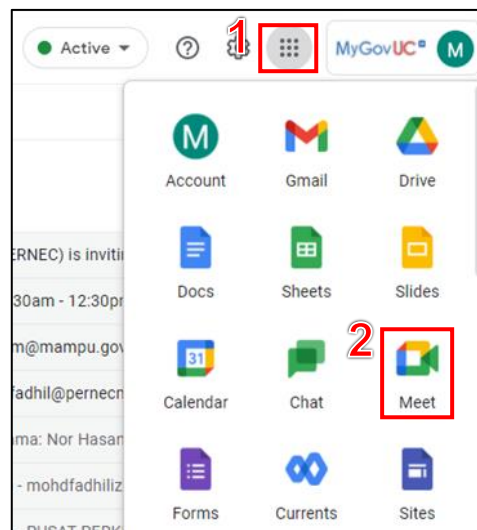 1
Active
MyGovUC
M
M
Account Gmail Drive
ERNEC) is inviti
Docs Sheets Slides
30am - 12:30pr
m@mampu.gov
2
31
fadhil@pernecn
Calendar Chat Meet
ma: Nor Hasan
- mohdfadhiliz
Forms Currents Sites